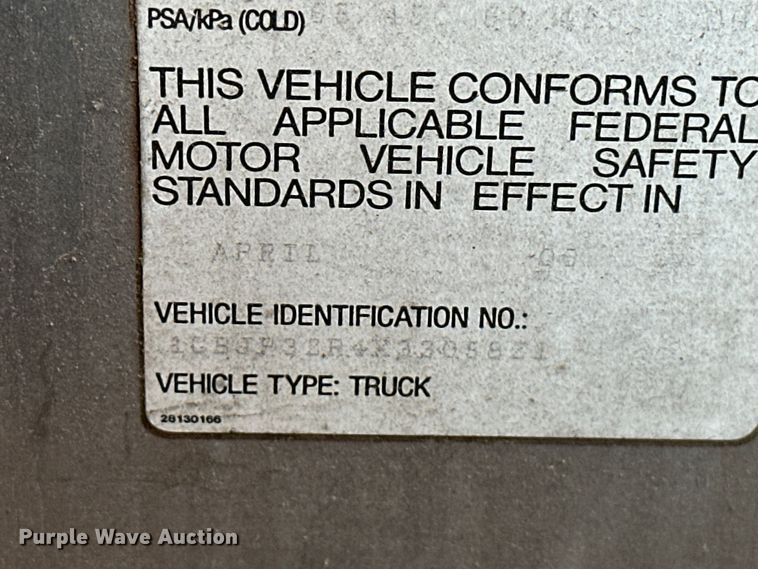 PSA/kPa (COLD)
THIS VEHICLE CONFORMS TO
ALL APPLICABLE FEDERAL
MOTOR VEHICLE SAFETY
STANDARDS IN EFFECT IN
APRIL 06
VEHICLE IDENTIFICATION NO.:
VEHICLE TYPE: TRUCK
28130166
Purple Wave Auction